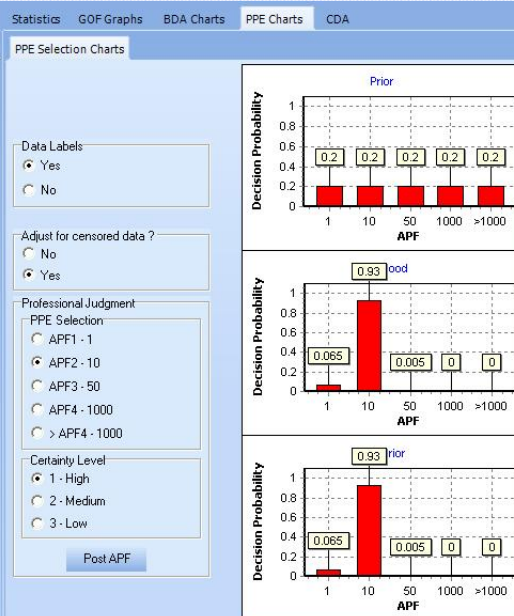 Statistics GOF Graphs BDA Charts PPE Charts CDA
PPE Selection Charts
Data Labels
Yes
No
Adjust for censored data ?
No
Yes
Professional Judgment
PPE Selection
APF1 - 1
APF2 - 10
APF3 - 50
APF4 - 1000
> APF4 - 1000
Certainty Level
1 - High
2 - Medium
3 - Low
Post APF
Prior
Decision Probability
1
0.8
0.6
0.4
0.2
0
0.2 0.2 0.2 0.2 0.2
1 10 50 1000 >1000
APF
ood
Decision Probability
1
0.8
0.6
0.4
0.2
0
0.065 0.93 0.005 0 0
1 10 50 1000 >1000
APF
rior
Decision Probability
1
0.8
0.6
0.4
0.2
0
0.065 0.93 0.005 0 0
1 10 50 1000 >1000
APF